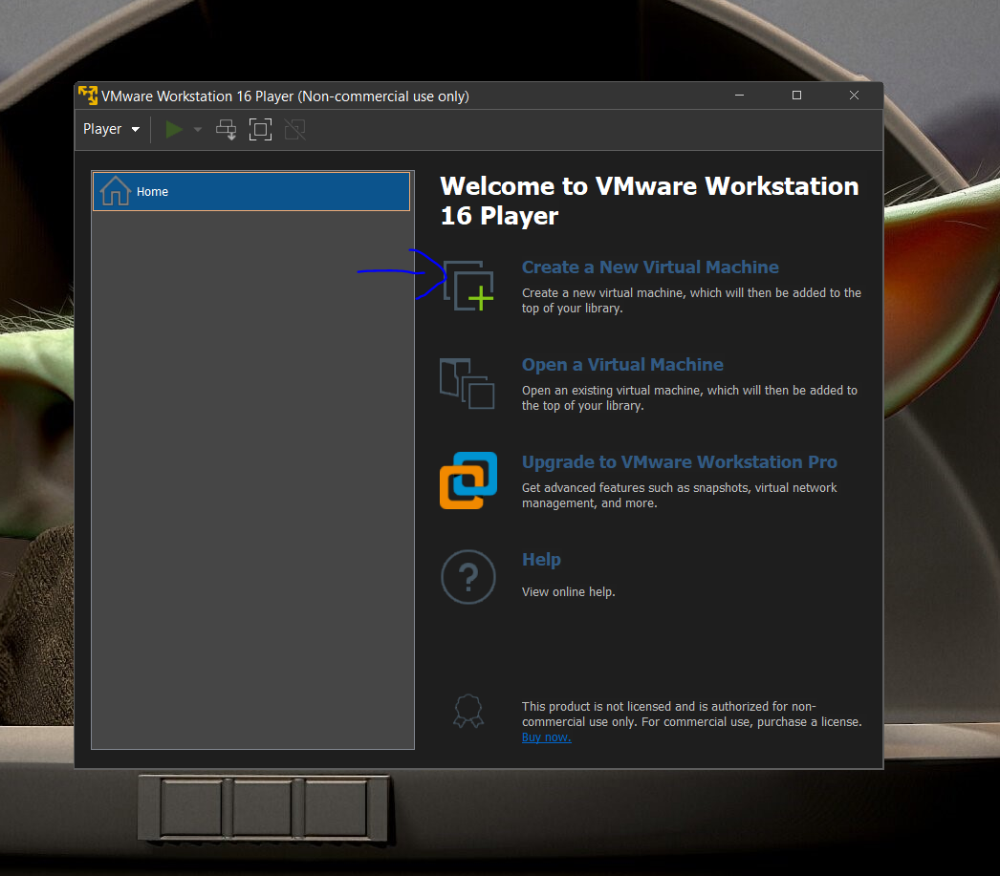 VMware Workstation 16 Player (Non-commercial use only)
Player
Home
Welcome to VMware Workstation
16 Player
Create a New Virtual Machine
Create a new virtual machine, which will then be added to the
top of your library.
Open a Virtual Machine
Open an existing virtual machine, which will then be added to
the top of your library.
Upgrade to VMware Workstation Pro
Get advanced features such as snapshots, virtual network
management, and more.
?
Help
View online help.
This product is not licensed and is authorized for non-
commercial use only. For commercial use, purchase a license.
Buy now.